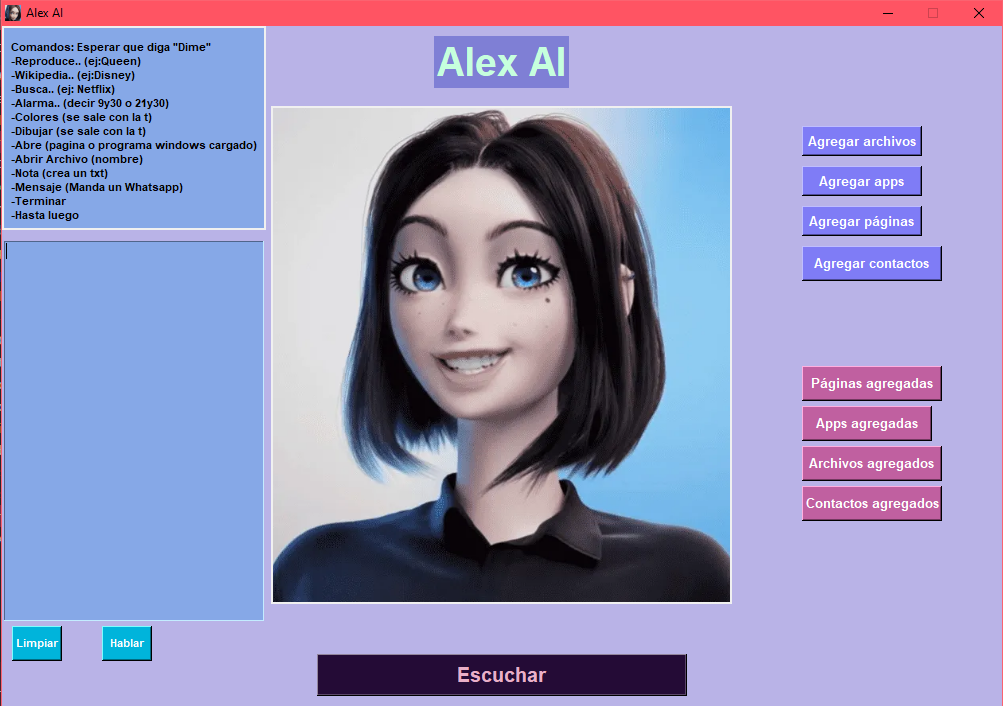 Alex AI
Comandos: Esperar que diga "Dime"
-Reproduce.. (ej:Queen)
-Wikipedia.. (ej:Disney)
-Busca.. (ej: Netflix)
-Alarma.. (decir 9y30 o 21y30)
-Colores (se sale con la t)
-Dibujar (se sale con la t)
-Abre (pagina o programa windows cargado)
-Abrir Archivo (nombre)
-Nota (crea un txt)
-Mensaje (Manda un Whatsapp)
-Terminar
-Hasta luego
Alex AI
Agregar archivos
Agregar apps
Agregar páginas
Agregar contactos
Páginas agregadas
Apps agregadas
Archivos agregados
Contactos agregados
Limpiar
Hablar
Escuchar